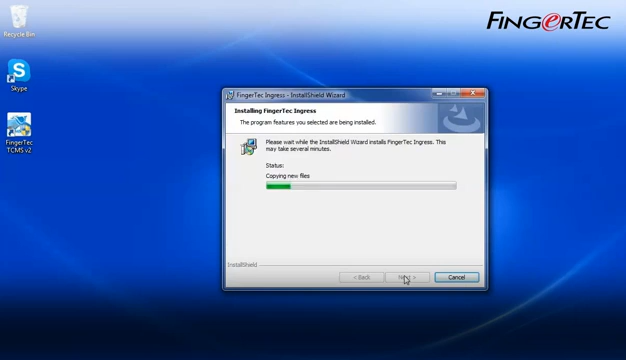 FINGERTEC
Recycle Bin
Skype
FingerTec
TCMS v2
FingerTec Ingress - InstallShield Wizard
Installing FingerTec Ingress
The program features you selected are being installed.
Please wait while the InstallShield Wizard installs FingerTec Ingress. This
may take several minutes.
Status:
Copying new files
InstallShield
< Back
Next >
Cancel